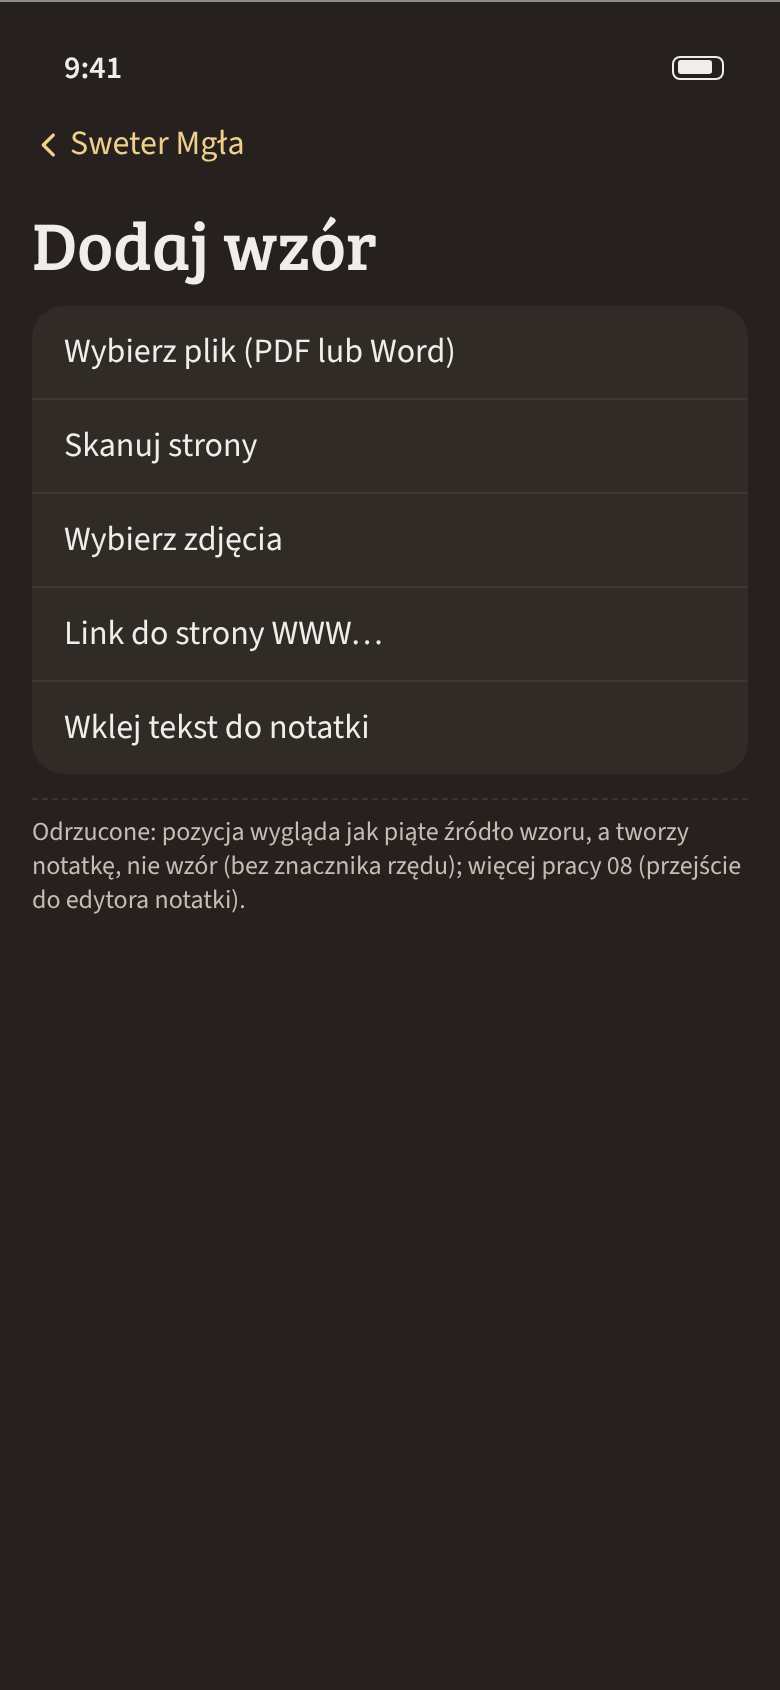 9:41
Sweter Mgła
Dodaj wzór
Wybierz plik (PDF lub Word)
Skanuj strony
Wybierz zdjęcia
Link do strony WWW…
Wklej tekst do notatki
Odrzucone: pozycja wygląda jak piąte źródło wzoru, a tworzy
notatkę, nie wzór (bez znacznika rzędu); więcej pracy 08 (przejście
do edytora notatki).